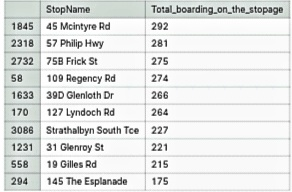 StopName Total_boarding_on_the_stopage
1845 45 Mcintyre Rd 292
2318 57 Philip Hwy 281
2732 75B Frick St 275
58 109 Regency Rd 274
1633 39D Glenloth Dr 266
170 127 Lyndoch Rd 264
3086 Strathalbyn South Tce 227
1231 31 Glenroy St 221
558 19 Gilles Rd 215
294 145 The Esplanade 175